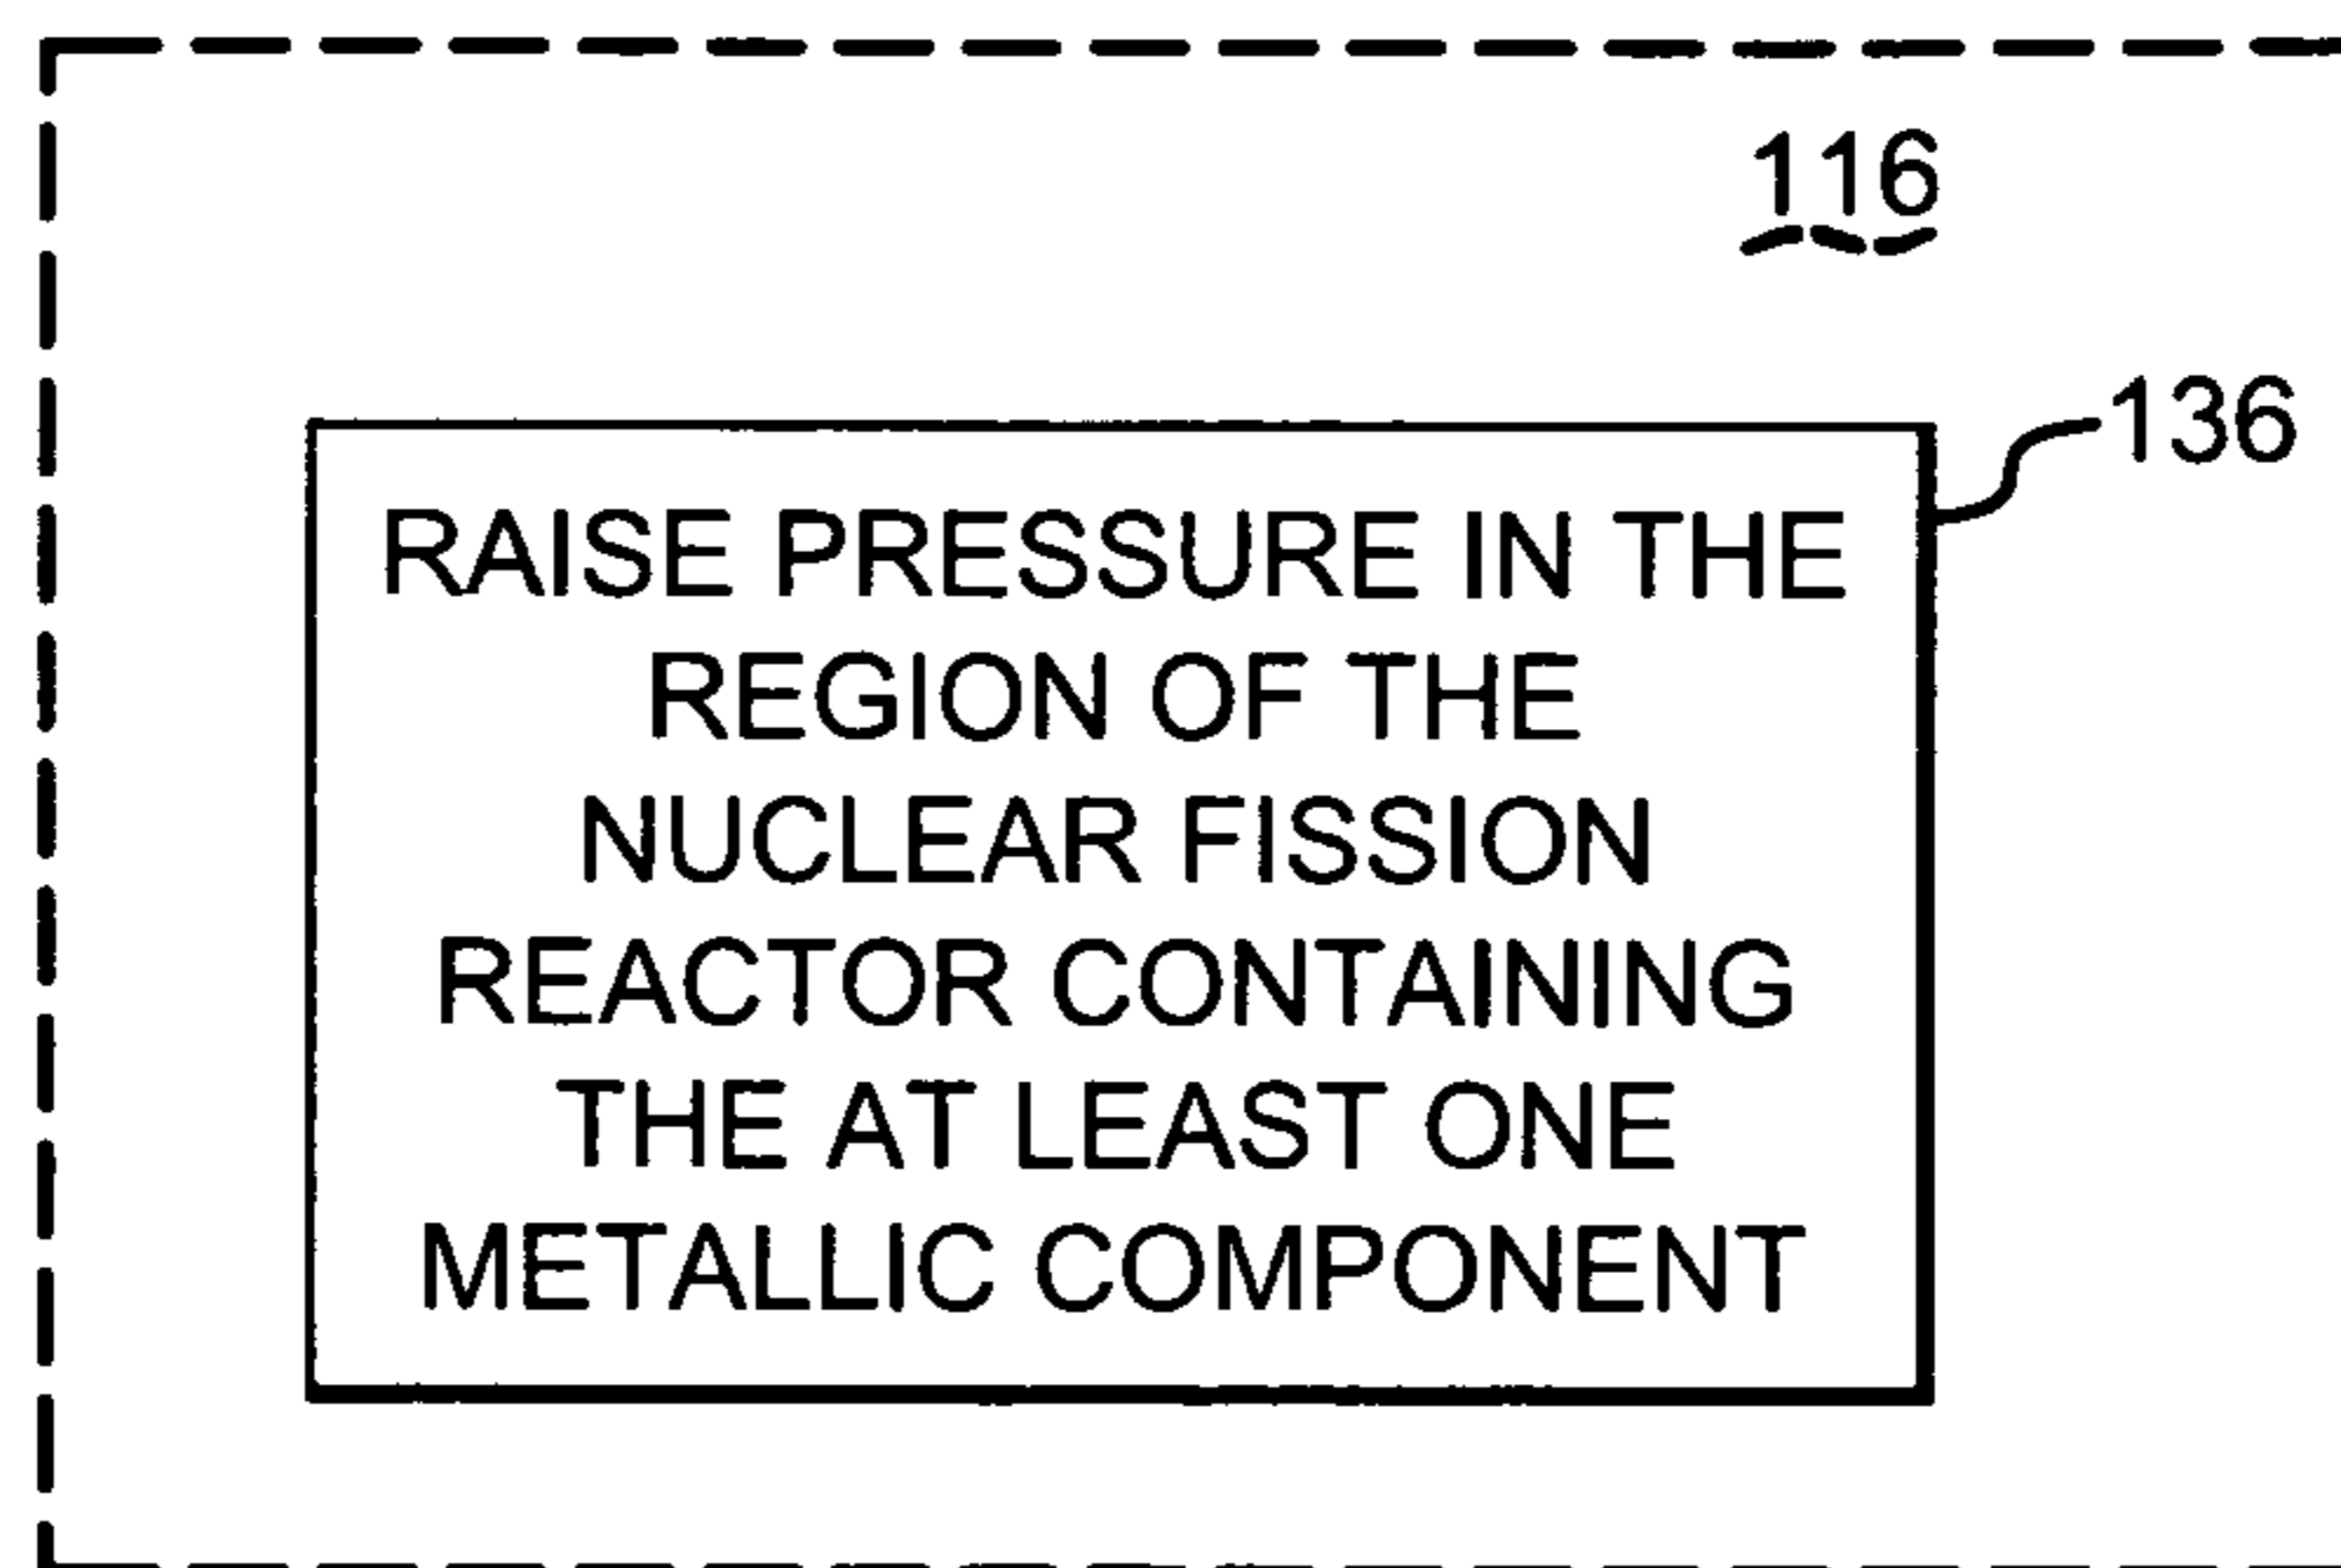 116
136
RAISE PRESSURE IN THE
REGION OF THE
NUCLEAR FISSION
REACTOR CONTAINING
THE AT LEAST ONE
METALLIC COMPONENT